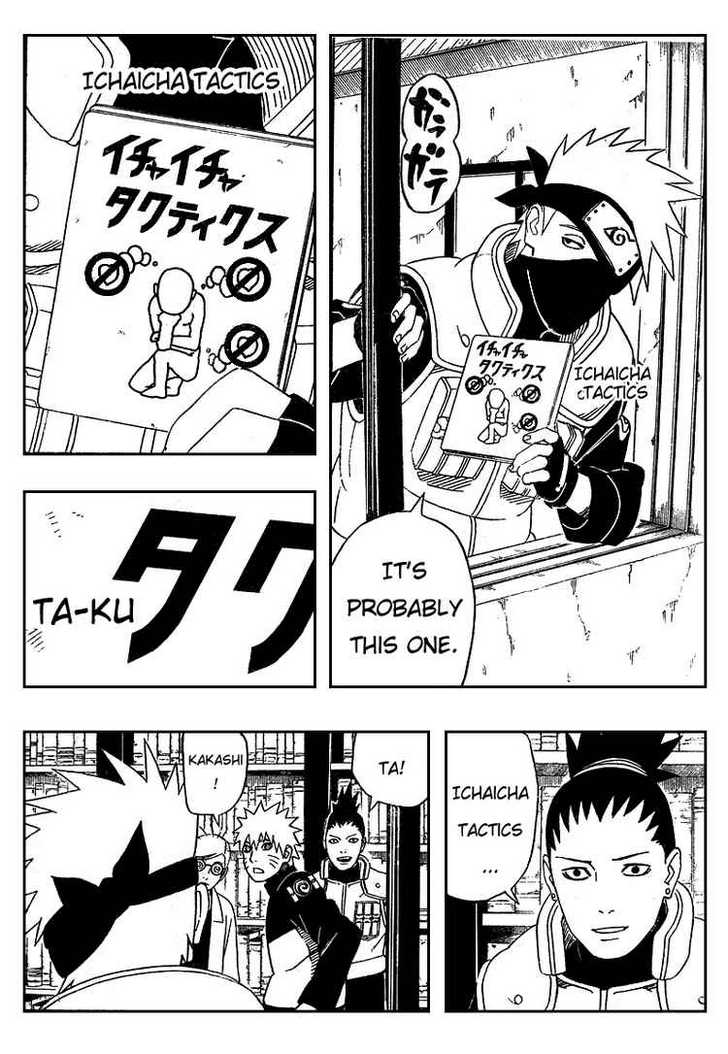 ガラ
ガラ
イチャイチャ
タクティクス
ICHAICHA
TACTICS
IT'S
PROBABLY
THIS ONE.
ICHAICHA TACTICS
イチャイチャ
タクティクス
タク
TA-KU
ICHAICHA
TACTICS
...
TA!
KAKASHI
!